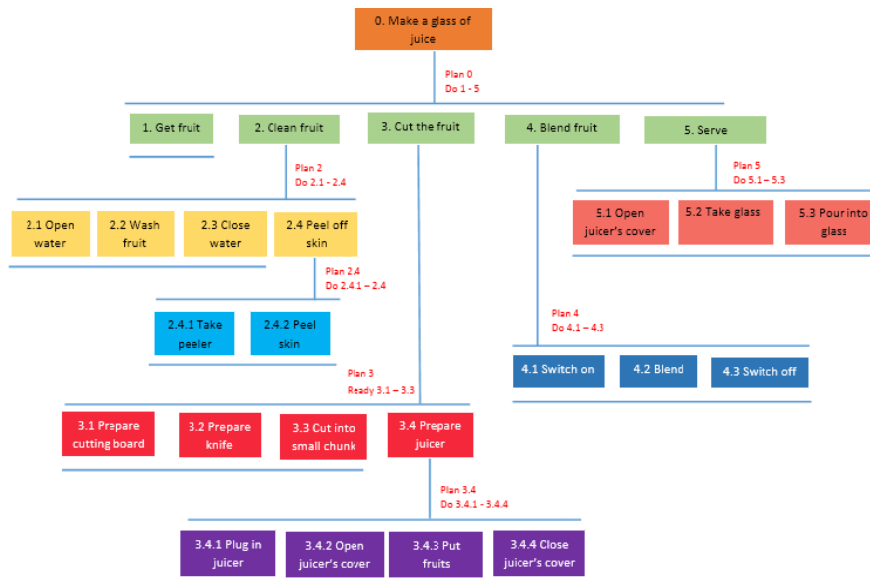 0. Make a glass of
juice
Plan 0
Do 1 - 5
1. Get fruit
2. Clean fruit
3. Cut the fruit
4. Blend fruit
5. Serve
Plan 2
Do 2.1 - 2.4
Plan 5
Do 5.1 – 5.3
2.1 Open
water
2.2 Wash
fruit
2.3 Close
water
2.4 Peel off
skin
5.1 Open
juicer's cover
5.2 Take glass
5.3 Pour into
glass
Plan 2.4
Do 2.4.1 – 2.4
2.4.1 Take
peeler
2.4.2 Peel
skin
Plan 4
Do 4.1 – 4.3
4.1 Switch on
4.2 Blend
4.3 Switch off
Plan 3
Ready 3.1 – 3.3
3.1 Prepare
cutting board
3.2 Prepare
knife
3.3 Cut into
small chunk
3.4 Prepare
juicer
Plan 3.4
Do 3.4.1 - 3.4.4
3.4.1 Plug in
juicer
3.4.2 Open
juicer's cover
3.4.3 Put
fruits
3.4.4 Close
juicer's cover